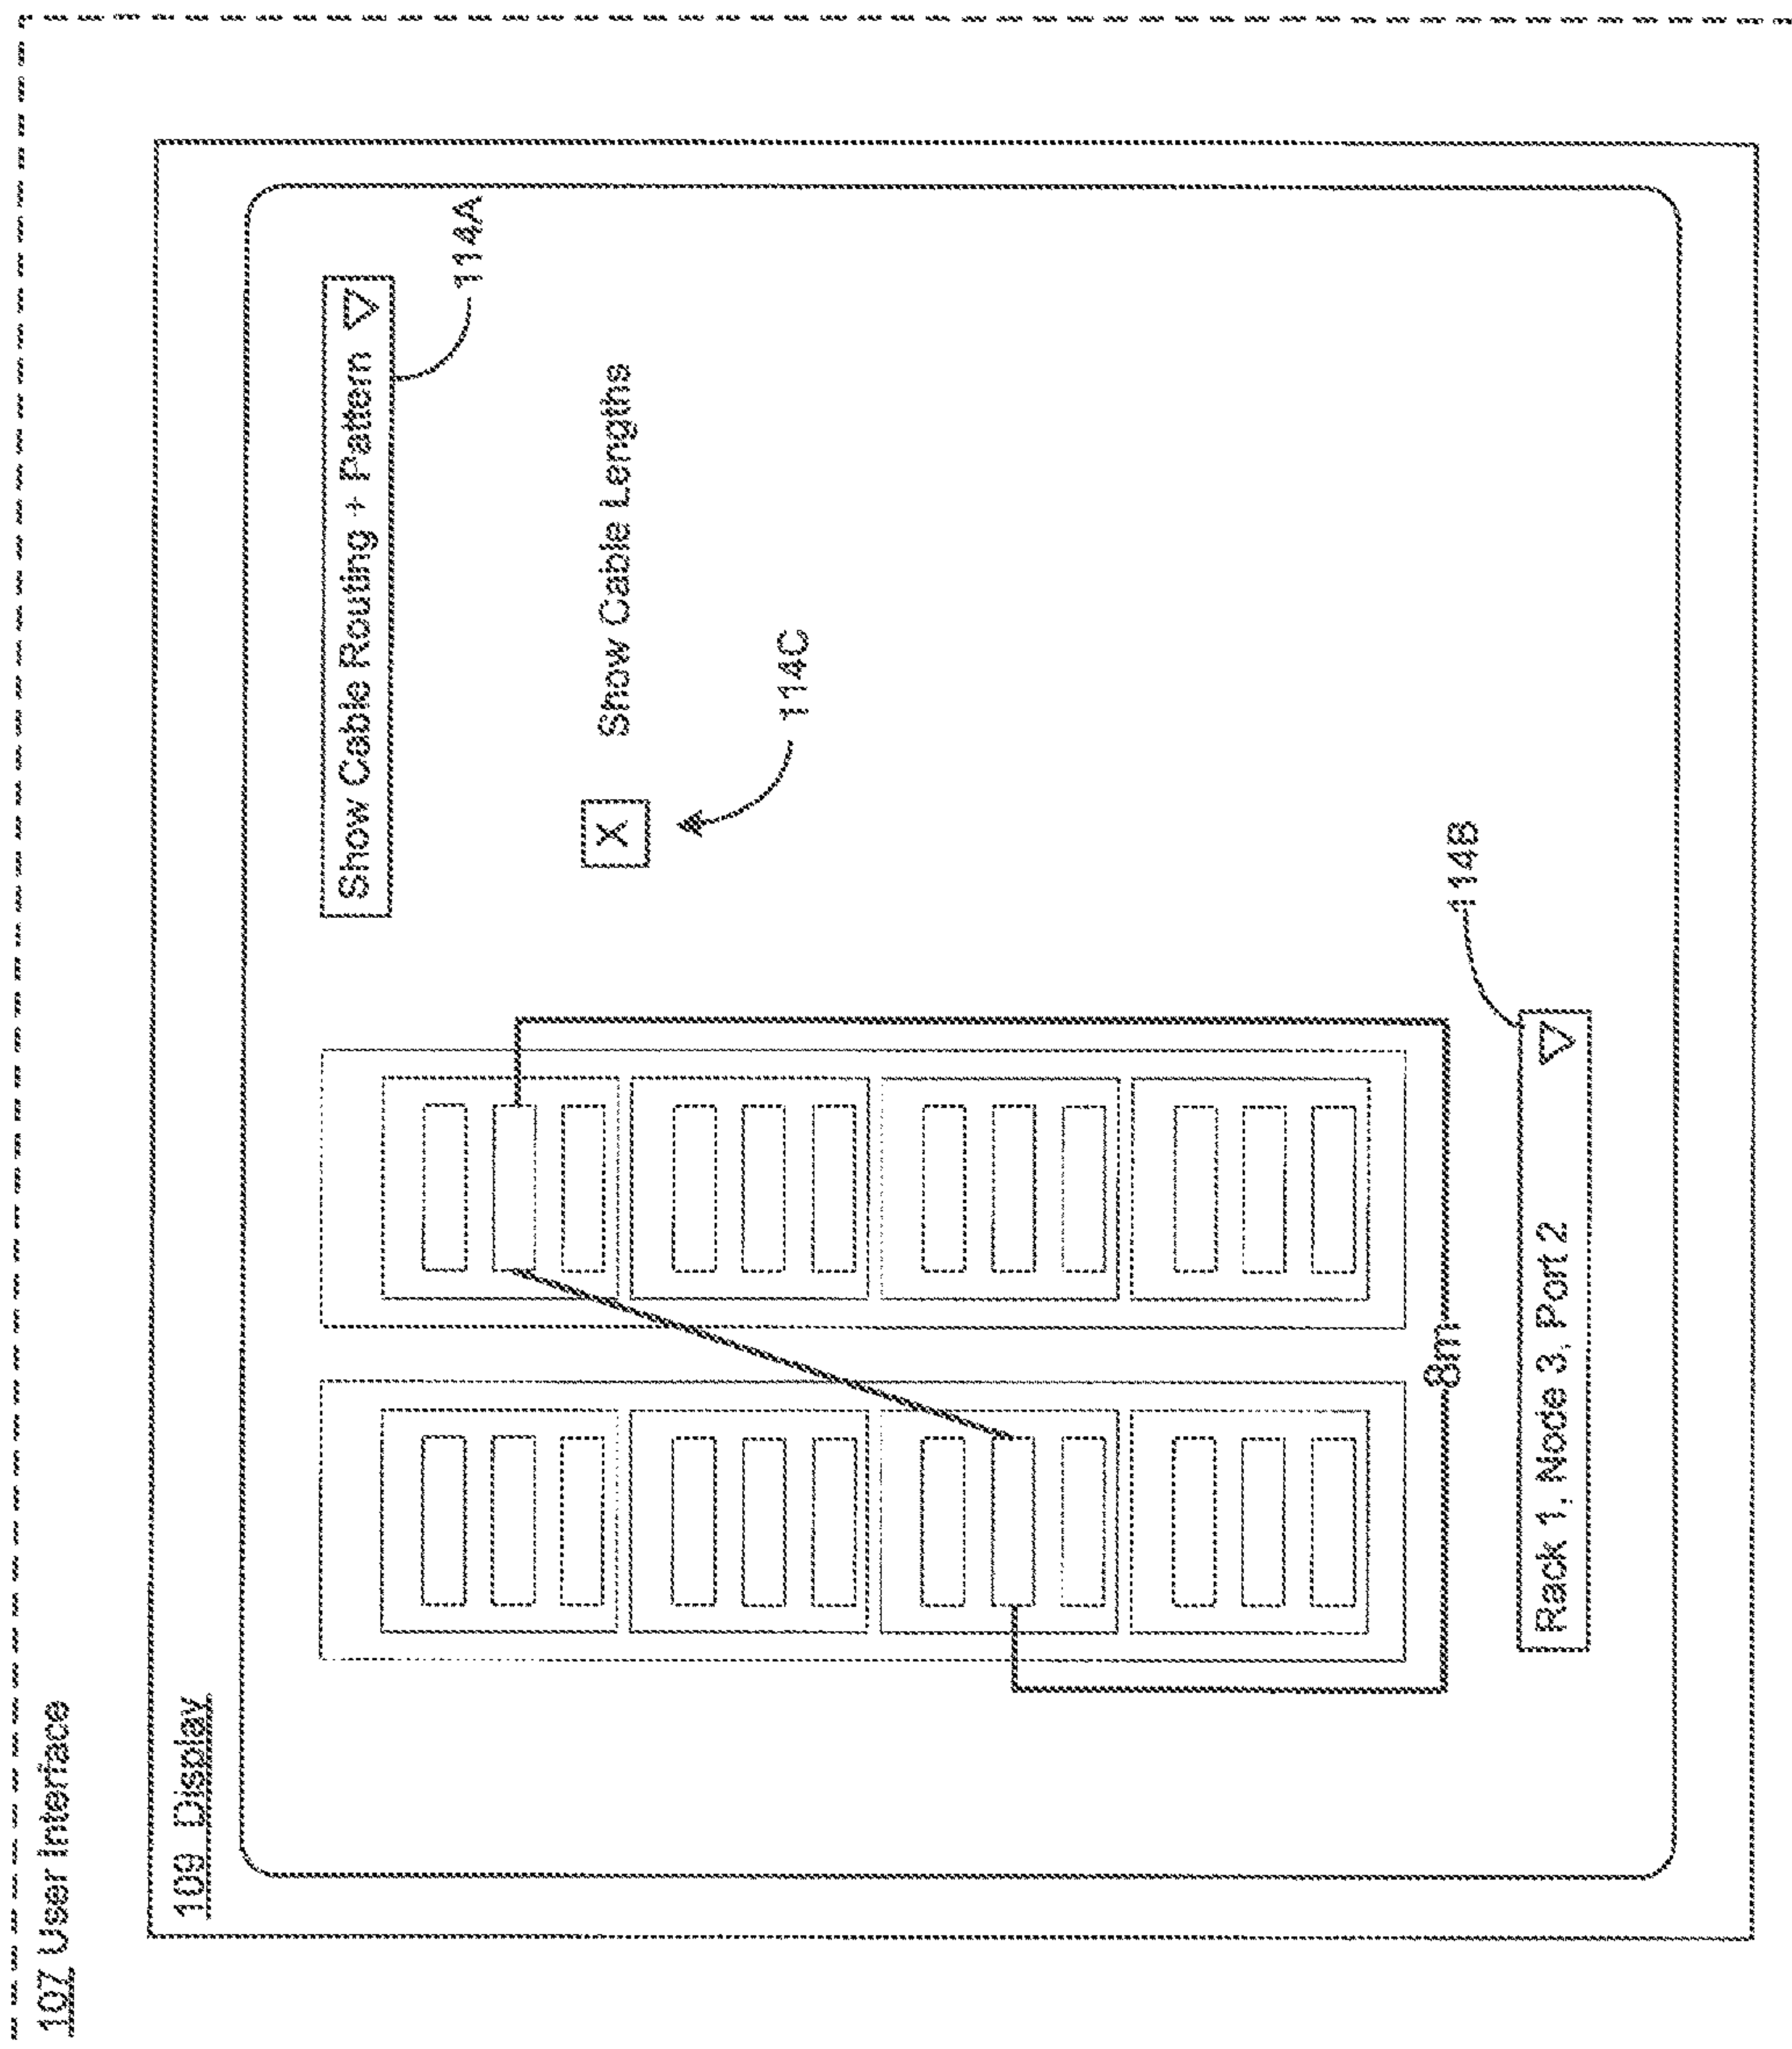 107 User Interface
109 Display
Show Cable Routing + Pattern
114A
X
Show Cable Lengths
114C
8m
114B
Rack 1, Node 3, Port 2